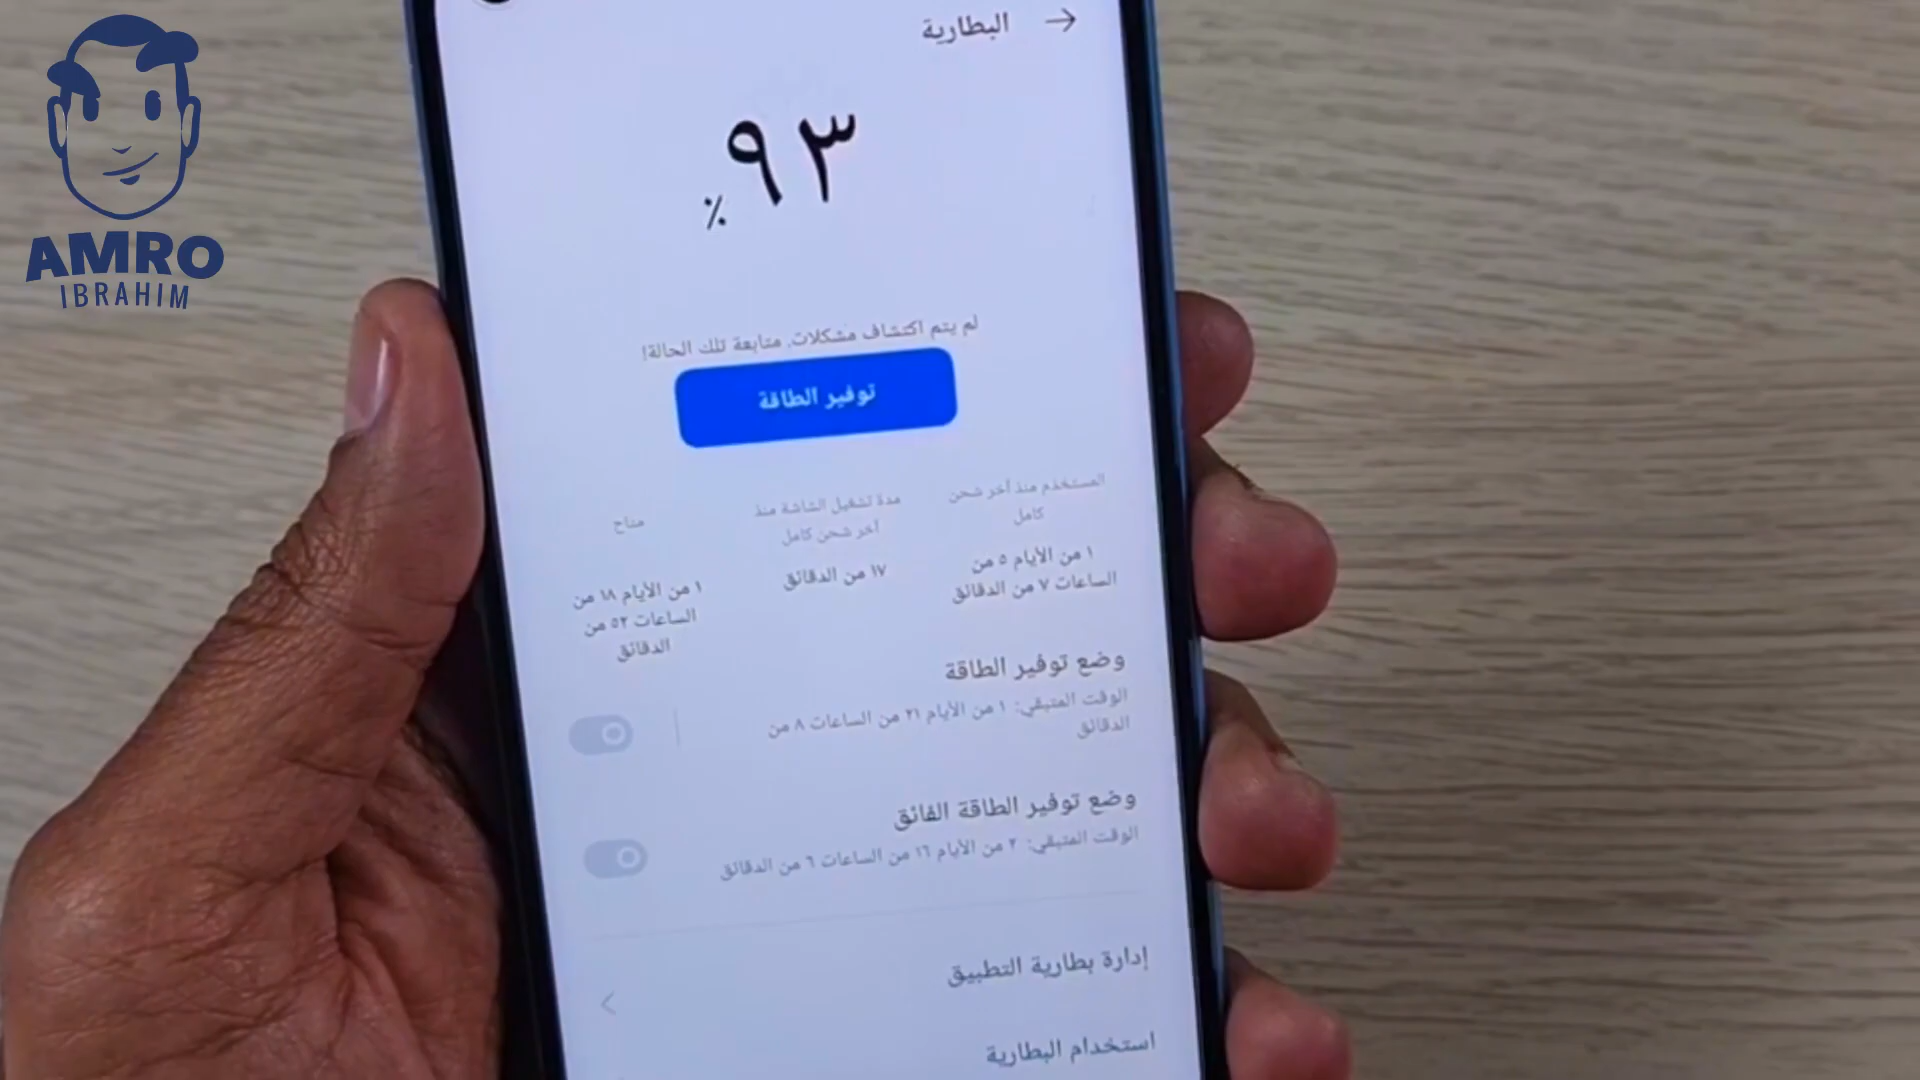 AMRO
IBRAHIM
البطارية
٩٣٪
لم يتم اكتشاف مشكلات. متابعة تلك الحالة!
توفير الطاقة
المستخدم منذ آخر شحن
كامل
١ من الأيام ٥ من
الساعات ٧ من الدقائق
مدة تشغيل الشاشة منذ
آخر شحن كامل
١٧ من الدقائق
متاح
١ من الأيام ١٨ من
الساعات ٥٢ من
الدقائق
وضع توفير الطاقة
الوقت المتبقي: ١ من الأيام ٢١ من الساعات ٨ من
الدقائق
وضع توفير الطاقة الفائق
الوقت المتبقي: ٢ من الأيام ١٦ من الساعات ٦ من الدقائق
إدارة بطارية التطبيق
استخدام البطارية